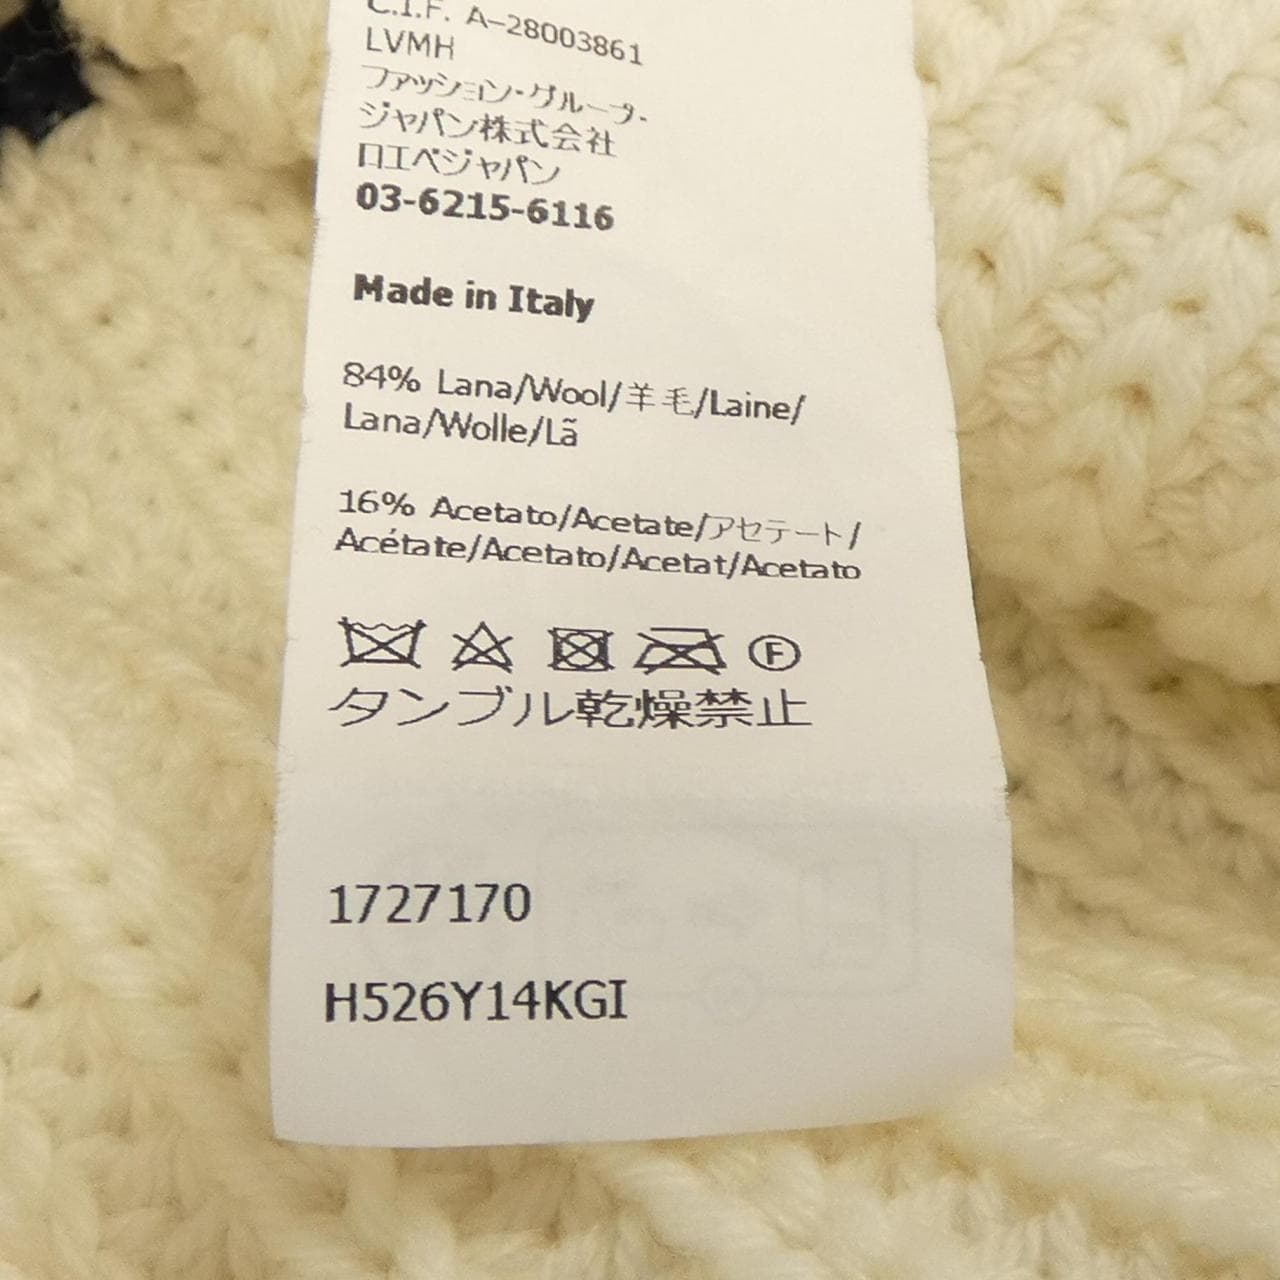 C.I.F. A-28003861
LVMH
ファッション・グループ・
ジャパン株式会社
ロエベジャパン
03-6215-6116
Made in Italy
84% Lana/Wool/羊毛/Laine/
Lana/Wolle/Lã
16% Acetato/Acetate/アセテート/
Acétate/Acetato/Acetat/Acetato
F
タンブル乾燥禁止
1727170
H526Y14KGI